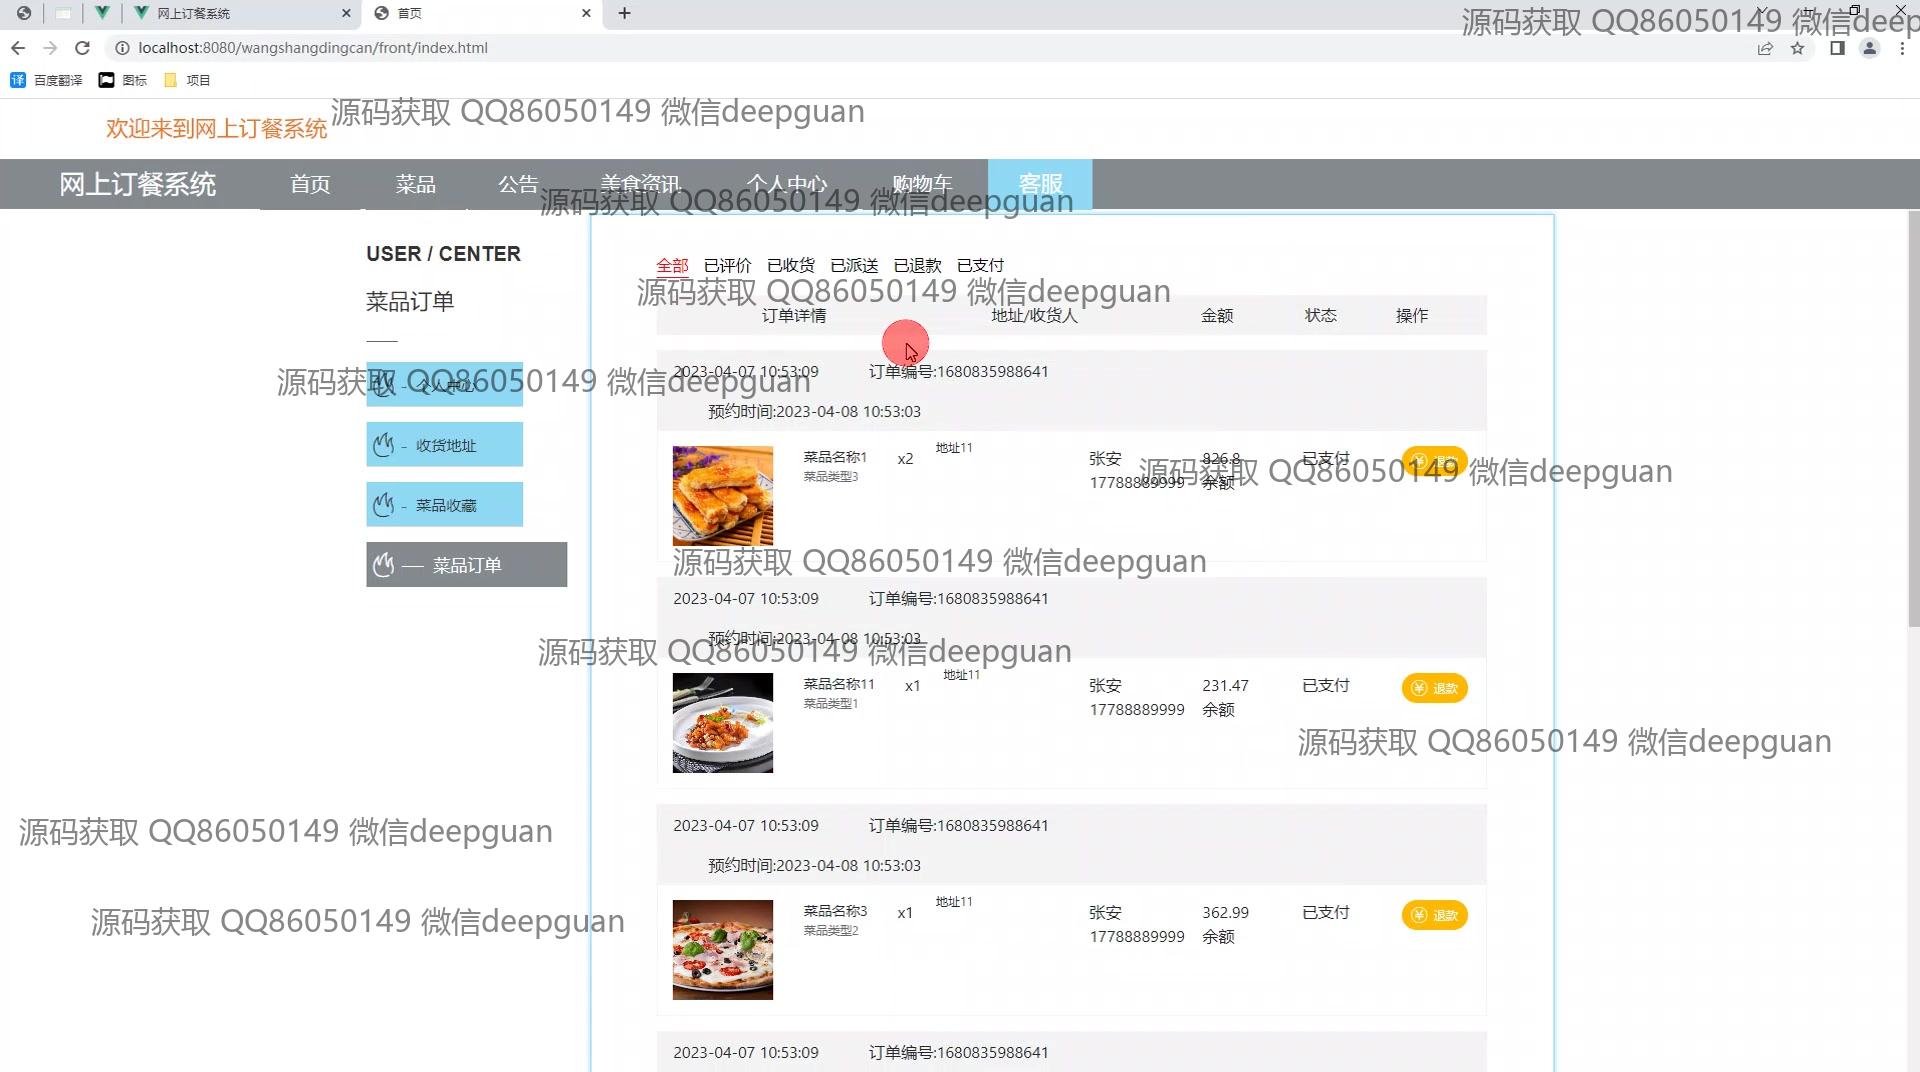 网上订餐系统
首页
源码获取 QQ86050149 微信deepguan
localhost:8080/wangshangdingcan/front/index.html
百度翻译 图标 项目
源码获取 QQ86050149 微信deepguan
欢迎来到网上订餐系统
网上订餐系统 首页 菜品 公告 美食资讯 个人中心 购物车 客服
源码获取 QQ86050149 微信deepguan
USER / CENTER
菜品订单
- 个人中心
- 收货地址
- 菜品收藏
— 菜品订单
全部 已评价 已收货 已派送 已退款 已支付
源码获取 QQ86050149 微信deepguan
订单详情 地址/收货人 金额 状态 操作
源码获取 QQ86050149 微信deepguan
2023-04-07 10:53:09 订单编号:1680835988641
预约时间:2023-04-08 10:53:03
菜品名称1 x2 地址11 张安 826.8 已支付 退款
菜品类型3 17788889999 余额
源码获取 QQ86050149 微信deepguan
源码获取 QQ86050149 微信deepguan
2023-04-07 10:53:09 订单编号:1680835988641
预约时间:2023-04-08 10:53:03
源码获取 QQ86050149 微信deepguan
菜品名称11 x1 地址11 张安 231.47 已支付 退款
菜品类型1 17788889999 余额
源码获取 QQ86050149 微信deepguan
2023-04-07 10:53:09 订单编号:1680835988641
源码获取 QQ86050149 微信deepguan
预约时间:2023-04-08 10:53:03
菜品名称3 x1 地址11 张安 362.99 已支付 退款
菜品类型2 17788889999 余额
源码获取 QQ86050149 微信deepguan
2023-04-07 10:53:09 订单编号:1680835988641